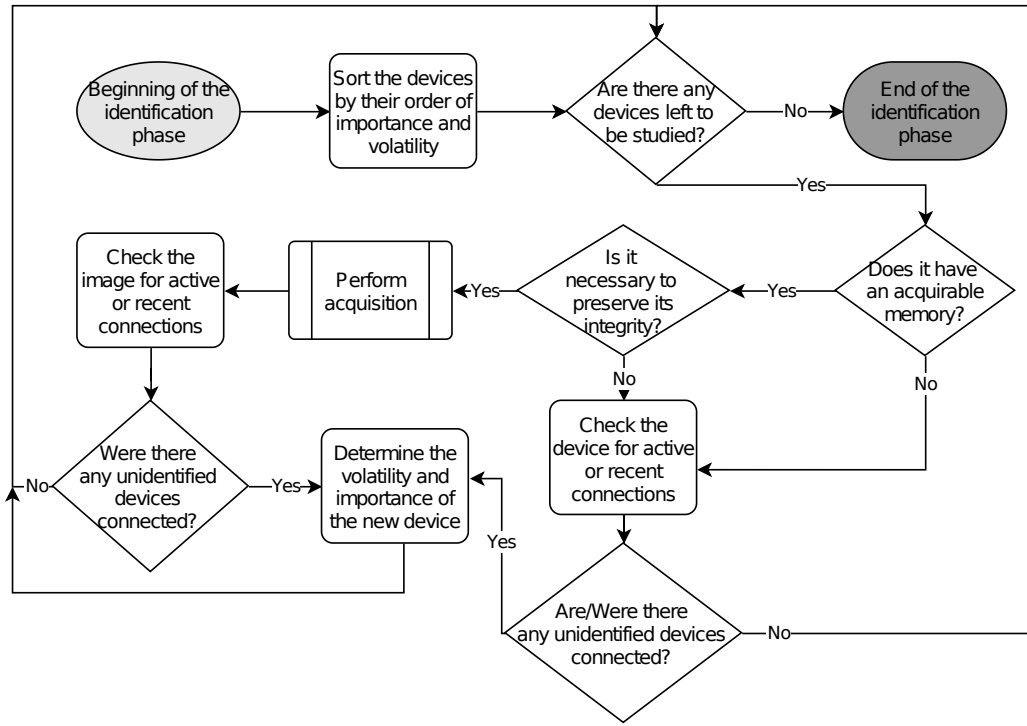 Beginning of the
identification
phase
Sort the devices
by their order of
importance and
volatility
Are there any
devices left to
be studied?
No
End of the
identification
phase
Yes
Does it have
an acquirable
memory?
Yes
Is it
necessary to
preserve its
integrity?
Yes
Perform
acquisition
Check the
image for active
or recent
connections
No
No
Check the
device for active
or recent
connections
Were there
any unidentified
devices
connected?
No
Yes
Determine the
volatility and
importance of
the new device
Yes
Are/Were there
any unidentified devices
connected?
No